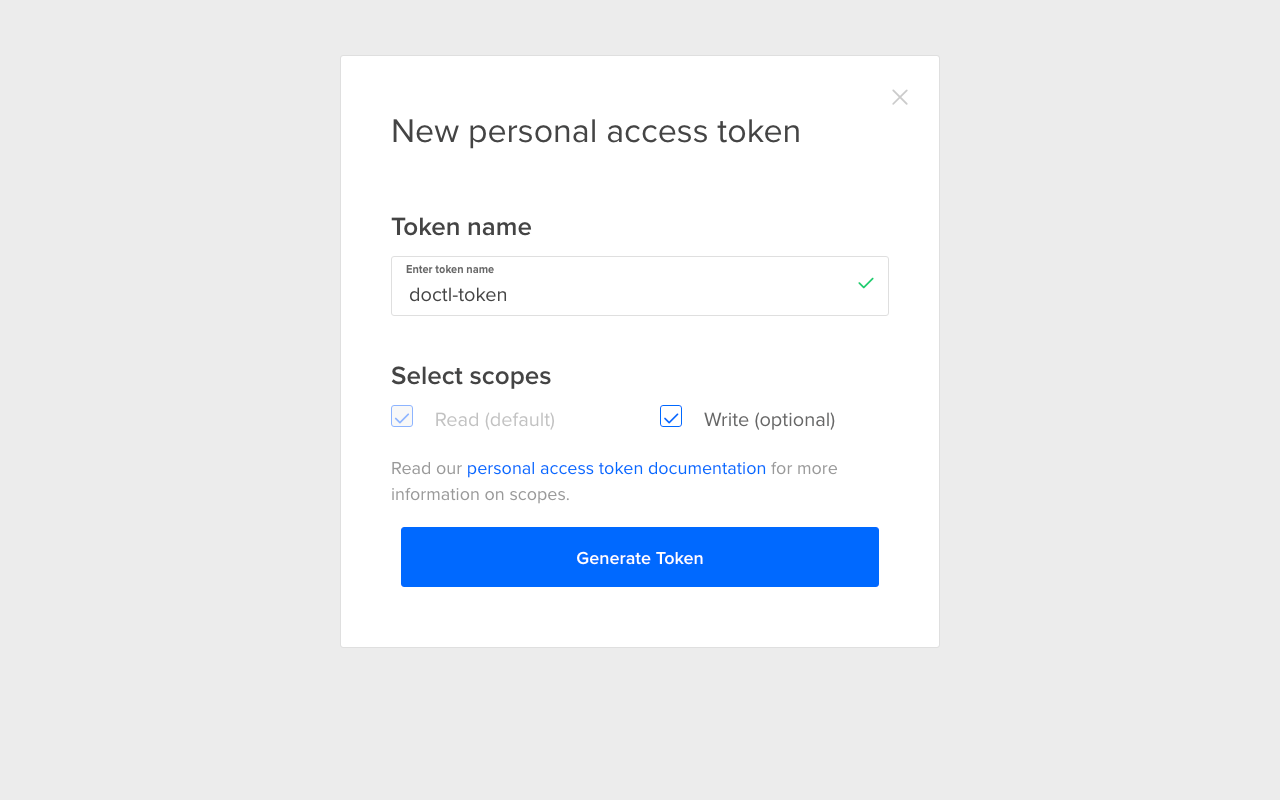 New personal access token
Token name
Enter token name
doctl-token
Select scopes
Read (default) Write (optional)
Read our personal access token documentation for more
information on scopes.
Generate Token